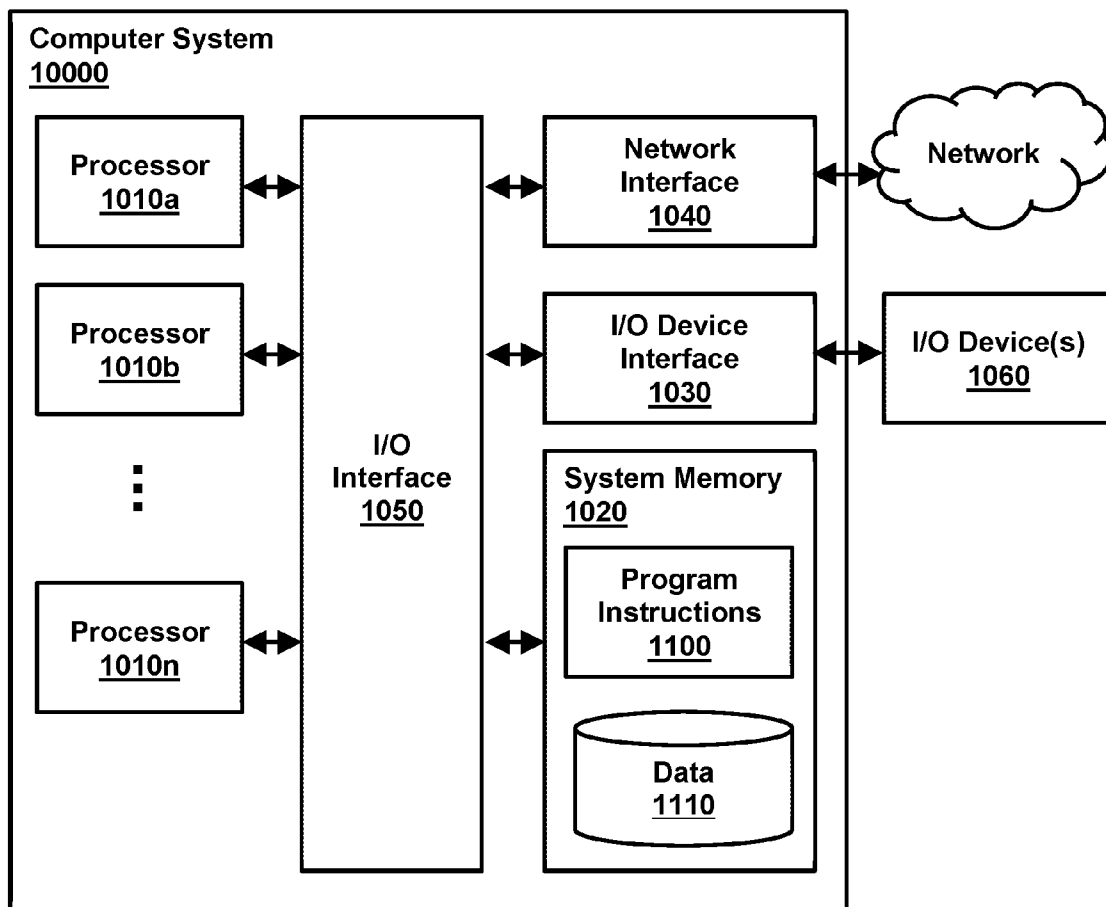 Computer System
10000
Processor
1010a
Processor
1010b
Processor
1010n
I/O
Interface
1050
Network
Interface
1040
I/O Device
Interface
1030
System Memory
1020
Program
Instructions
1100
Data
1110
Network
I/O Device(s)
1060